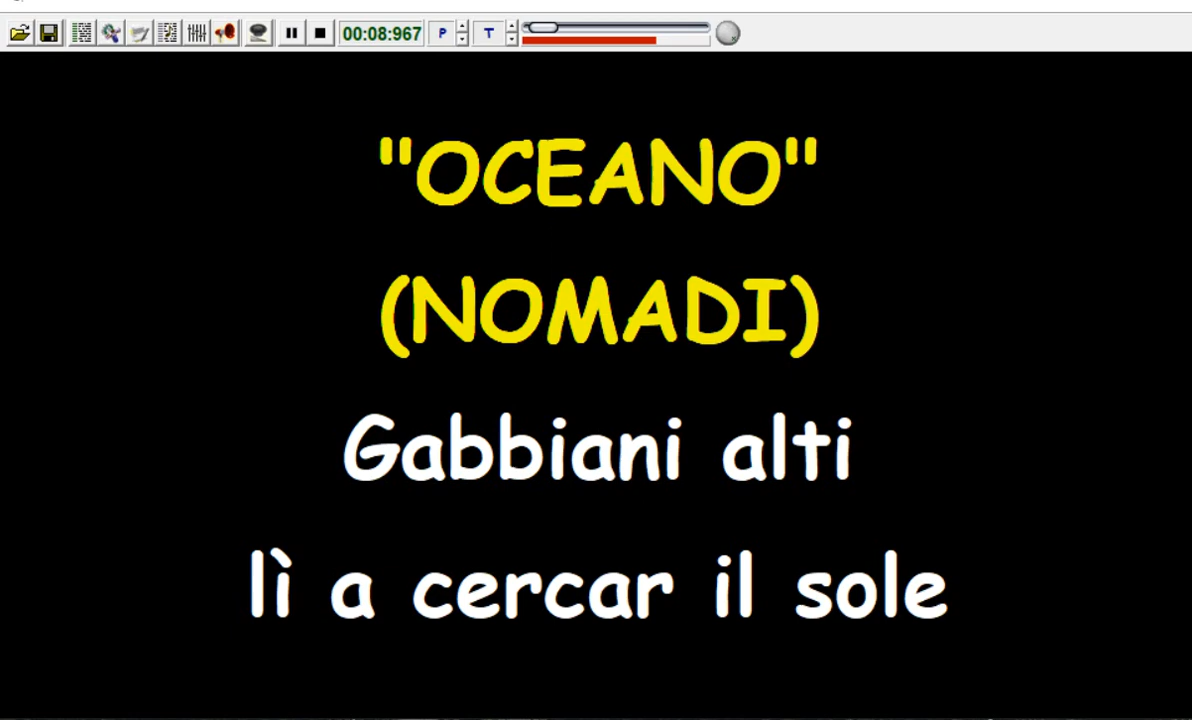 00:08:967 P T
"OCEANO"
(NOMADI)
Gabbiani alti
lì a cercar il sole